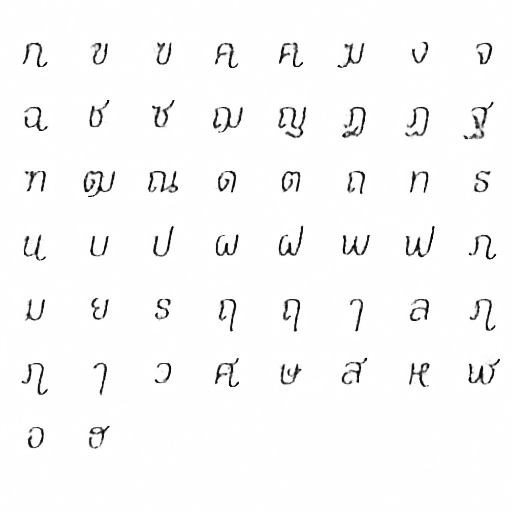 ก ข ฃ ค ฅ ฆ ง จ
ฉ ช ซ ฌ ญ ฎ ฏ ฐ
ฑ ฒ ณ ด ต ถ ท ธ
น บ ป ผ ฝ พ ฟ ภ
ม ย ร ฤ ฤ ๅ ล ฦ
ฦ ๅ ว ศ ษ ส ห ฬ
อ ฮ